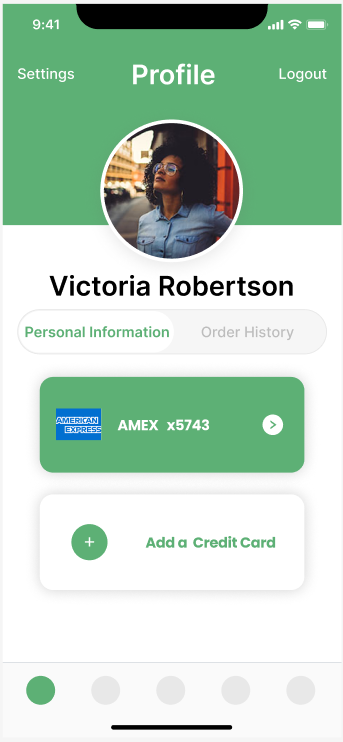 9:41
Settings Profile Logout
Victoria Robertson
Personal Information Order History
AMERICAN
EXPRESS
AMEX x5743
+ Add a Credit Card